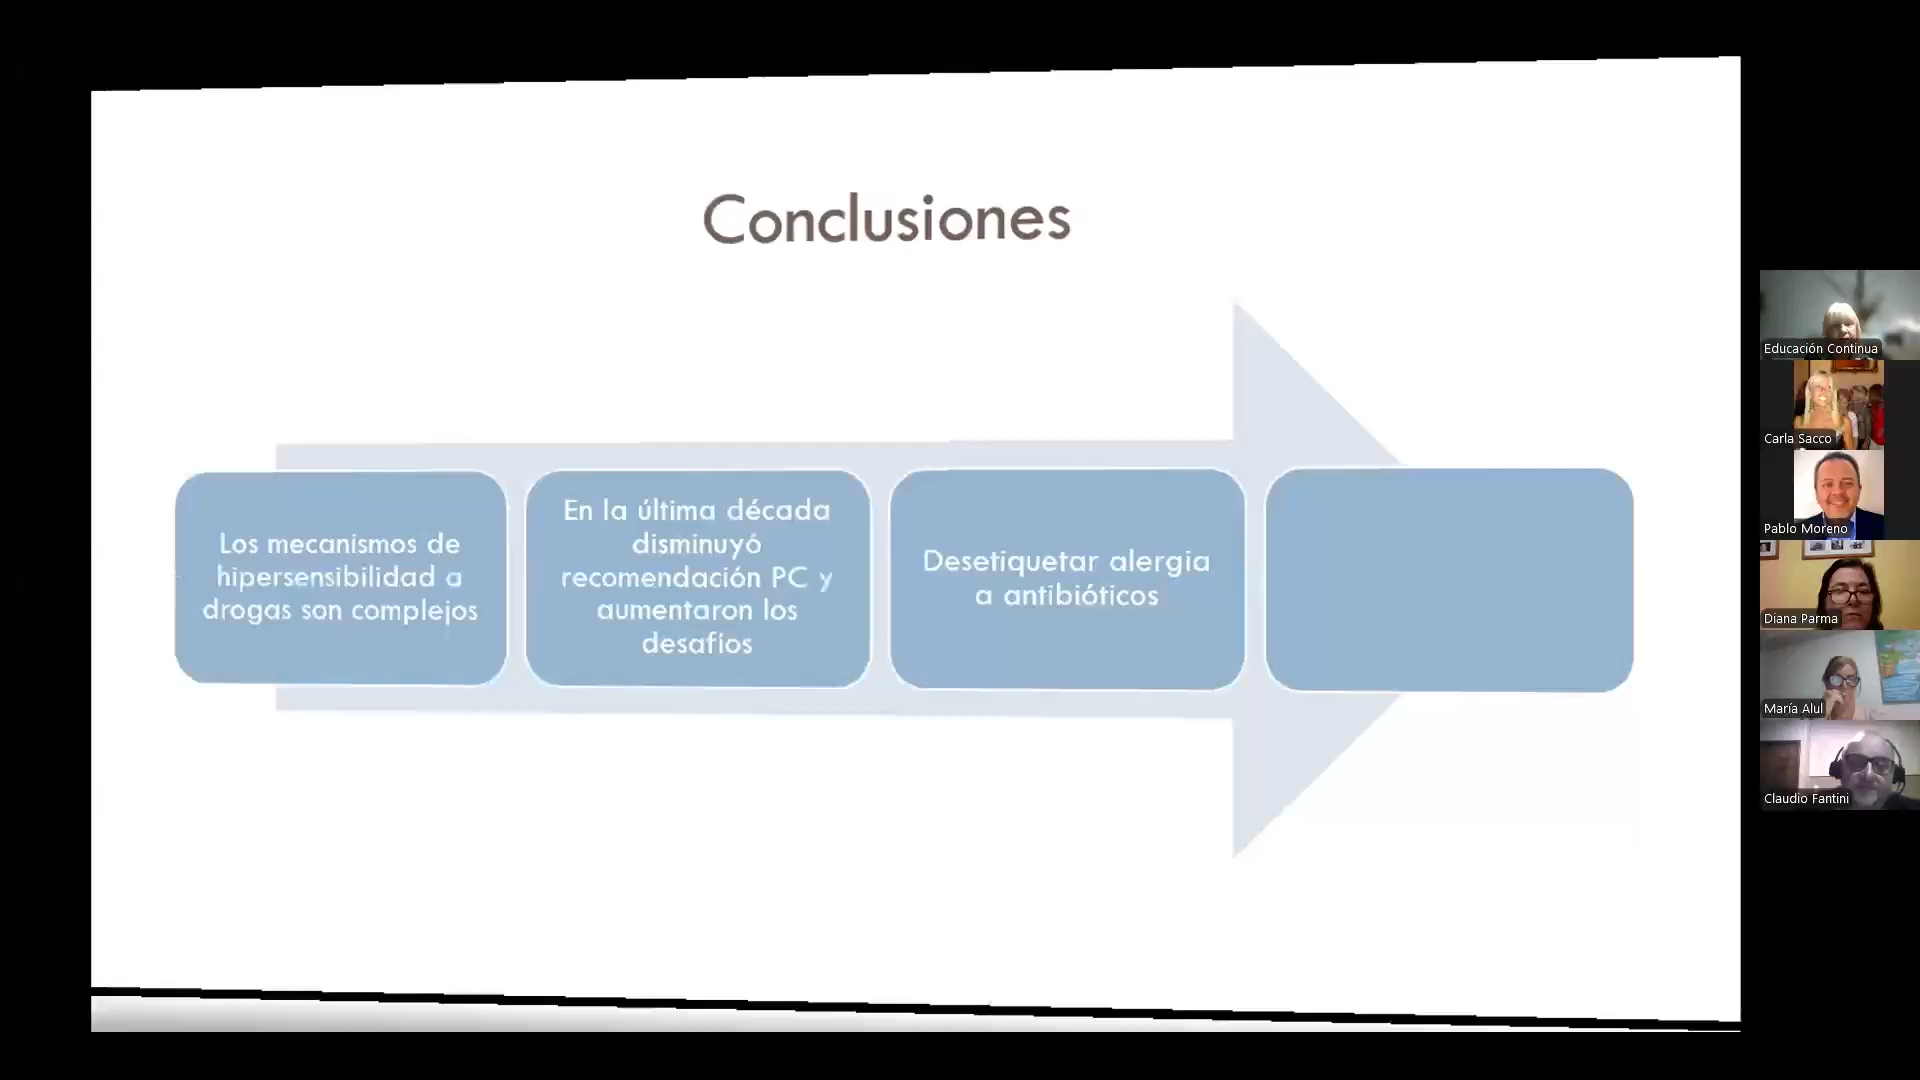 Conclusiones
Los mecanismos de
hipersensibilidad a
drogas son complejos
En la última década
disminuyó
recomendación PC y
aumentaron los
desafíos
Desetiquetar alergia
a antibióticos
Educación Continua
Carla Sacco
Pablo Moreno
Diana Parma
María Alul
Claudio Fantini